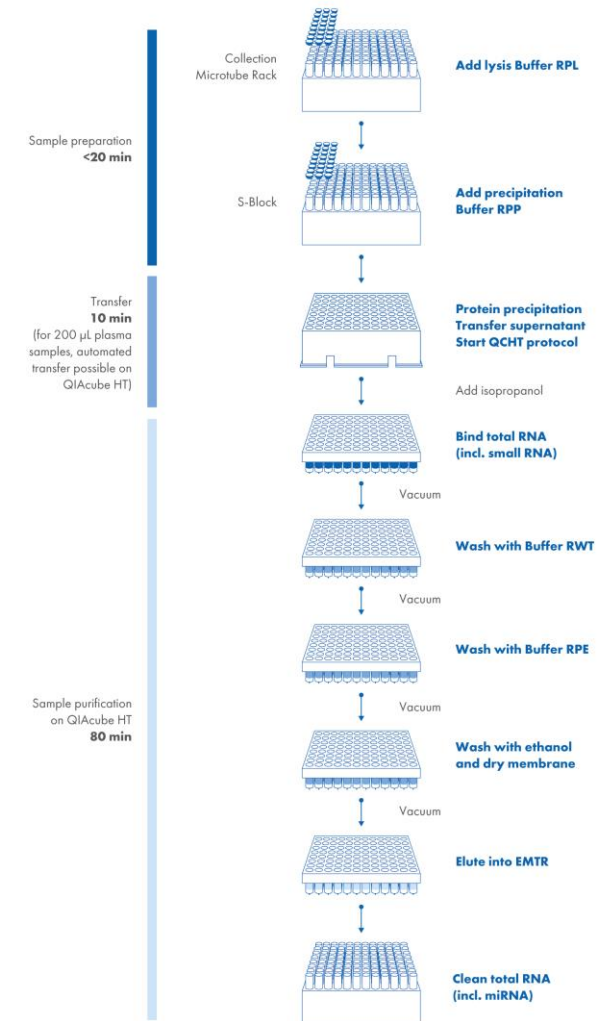 Collection
Microtube Rack
Add lysis Buffer RPL
Sample preparation
<20 min
S-Block
Add precipitation
Buffer RPP
Transfer
10 min
(for 200 µL plasma
samples, automated
transfer possible on
QIAcube HT)
Protein precipitation
Transfer supernatant
Start QCHT protocol
Add isopropanol
Bind total RNA
(incl. small RNA)
Vacuum
Wash with Buffer RWT
Vacuum
Wash with Buffer RPE
Sample purification
on QIAcube HT
80 min
Vacuum
Wash with ethanol
and dry membrane
Vacuum
Elute into EMTR
Clean total RNA
(incl. miRNA)